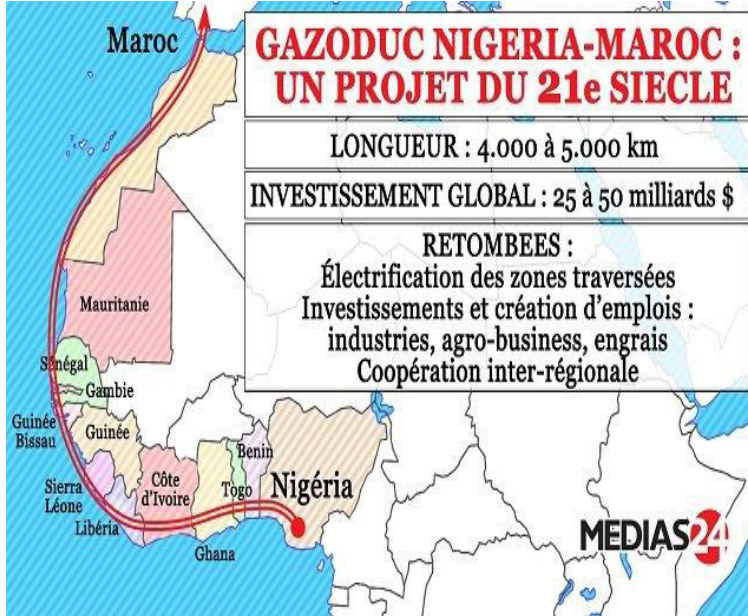 Maroc
GAZODUC NIGERIA-MAROC :
UN PROJET DU 21e SIECLE
LONGUEUR : 4.000 à 5.000 km
INVESTISSEMENT GLOBAL : 25 à 50 milliards $
RETOMBEES :
Électrification des zones traversées
Investissements et création d'emplois :
industries, agro-business, engrais
Coopération inter-régionale
Mauritanie
Sénégal
Gambie
Guinée
Bissau
Guinée
Sierra
Léone
Libéria
Côte
d'Ivoire
Ghana
Togo
Benin
Nigéria
MEDIAS24